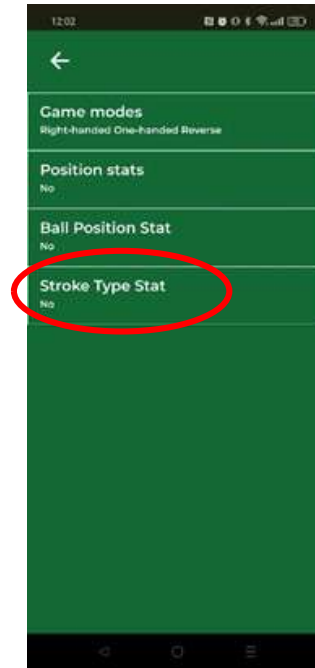 12:02
Game modes
Right-handed One-handed Reverse
Position stats
No
Ball Position Stat
No
Stroke Type Stat
No